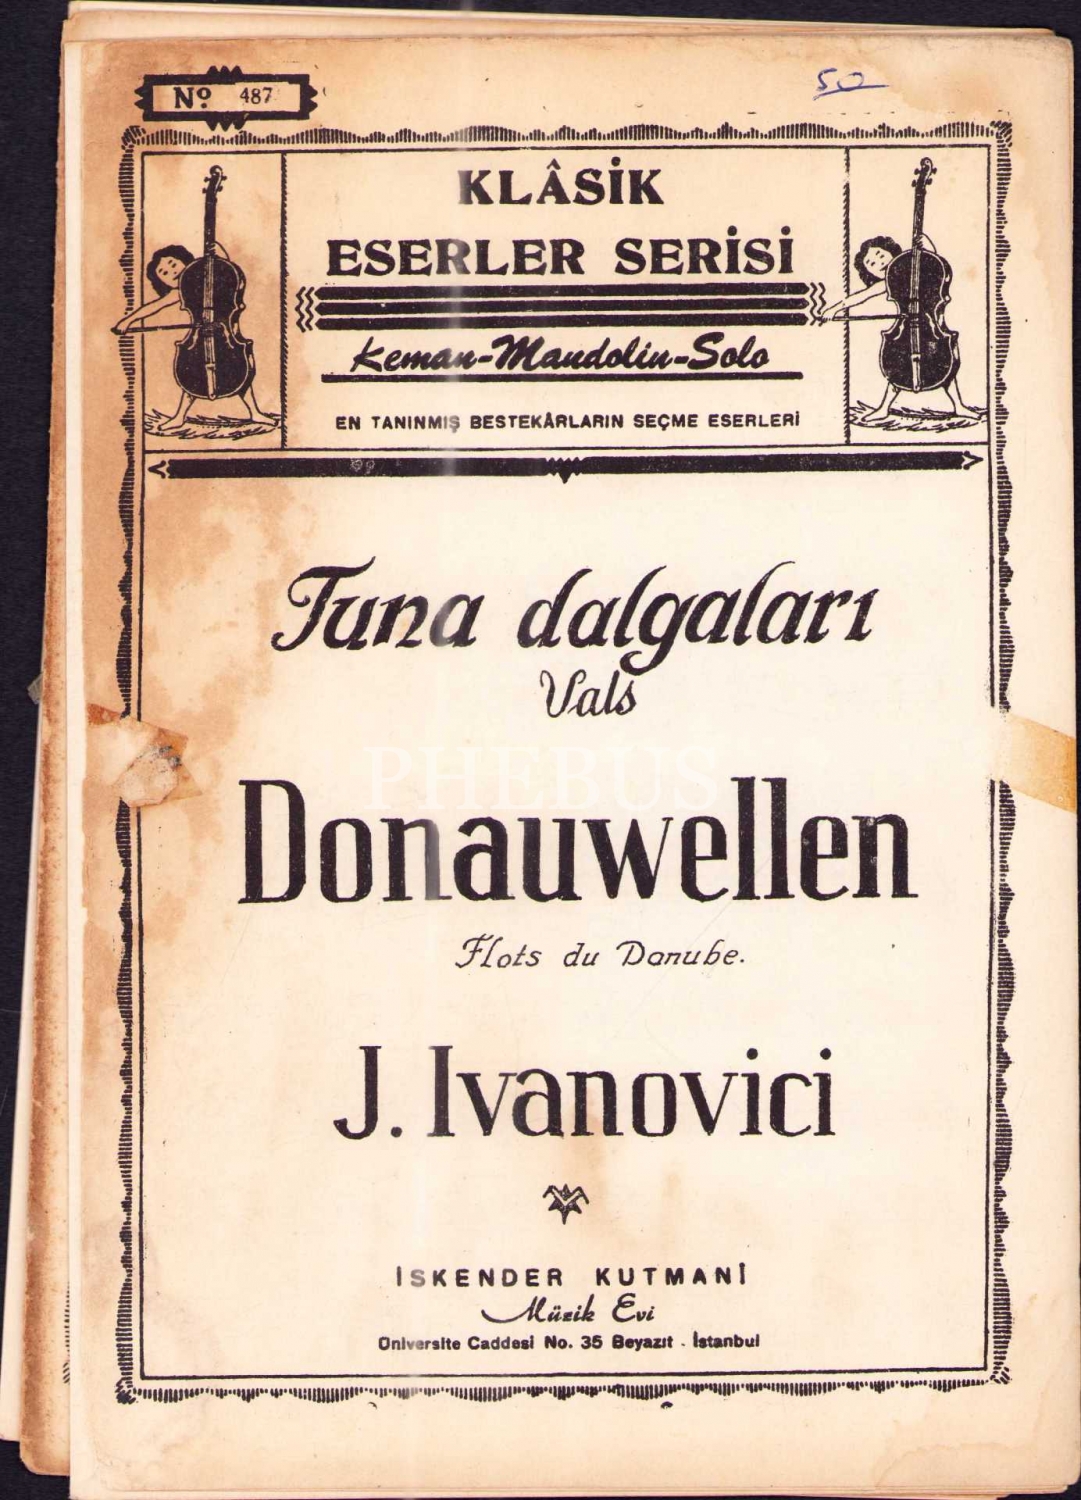 Nº 487
50
KLÂSİK
ESERLER SERİSİ
Keman-Mandolin-Solo
EN TANINMIŞ BESTEKÂRLARIN SEÇME ESERLERİ
Tuna dalgaları
Vals
PHEBUS
Donauwellen
Flots du Danube.
J. Ivanovici
İSKENDER KUTMANİ
Müzik Evi
Üniversite Caddesi No. 35 Beyazıt - İstanbul